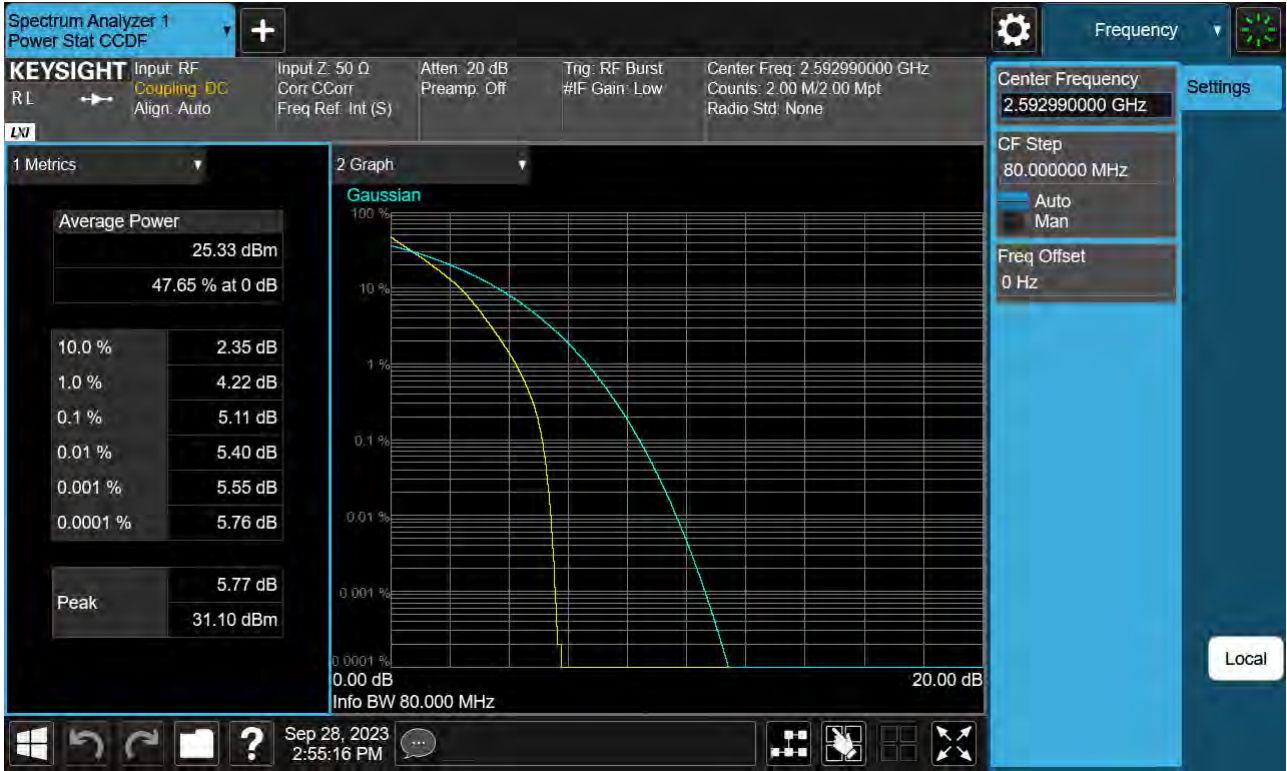 Spectrum Analyzer 1
Power Stat CCDF
+
Frequency
KEYSIGHT
R L
LXI
Input: RF
Coupling: DC
Align: Auto
Input Z: 50 Ω
Corr CCorr
Freq Ref: Int (S)
Atten: 20 dB
Preamp: Off
Trig: RF Burst
#IF Gain: Low
Center Freq: 2.592990000 GHz
Counts: 2.00 M/2.00 Mpt
Radio Std: None
Center Frequency
2.592990000 GHz
Settings
CF Step
80.000000 MHz
Auto
Man
Freq Offset
0 Hz
1 Metrics
Average Power
25.33 dBm
47.65 % at 0 dB
10.0 % 2.35 dB
1.0 % 4.22 dB
0.1 % 5.11 dB
0.01 % 5.40 dB
0.001 % 5.55 dB
0.0001 % 5.76 dB
Peak
5.77 dB
31.10 dBm
2 Graph
Gaussian
100 %
10 %
1 %
0.1 %
0.01 %
0.001 %
0.0001 %
0.00 dB 20.00 dB
Info BW 80.000 MHz
Local
?
Sep 28, 2023
2:55:16 PM